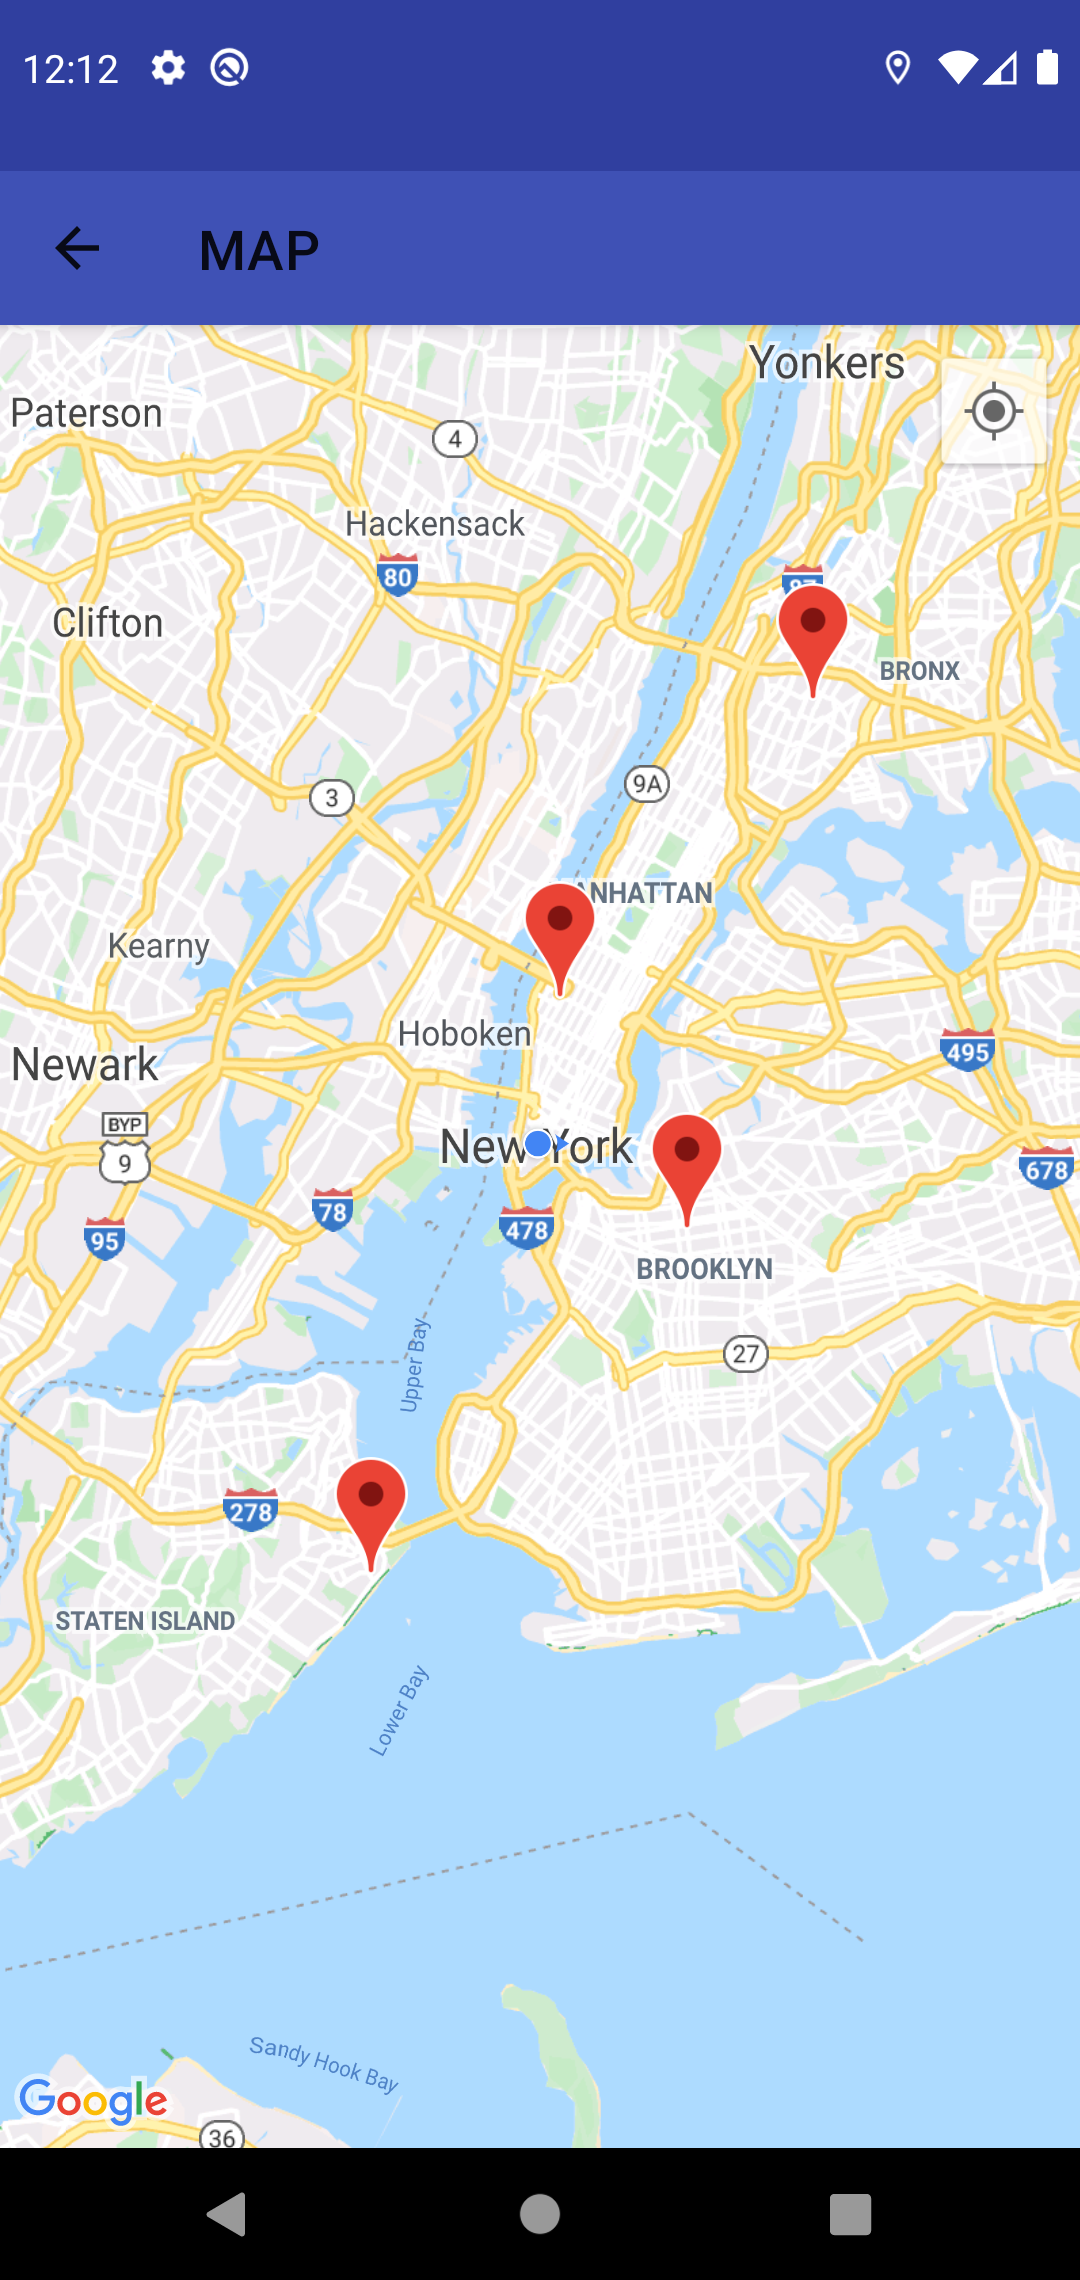 12:12
MAP
Yonkers
Paterson
4
Hackensack
80
Clifton
87
BRONX
9A
3
ANHATTAN
Kearny
Hoboken
495
Newark
BYP
9
New York
678
78
478
95
BROOKLYN
Upper Bay
27
278
STATEN ISLAND
Lower Bay
Sandy Hook Bay
Google
36